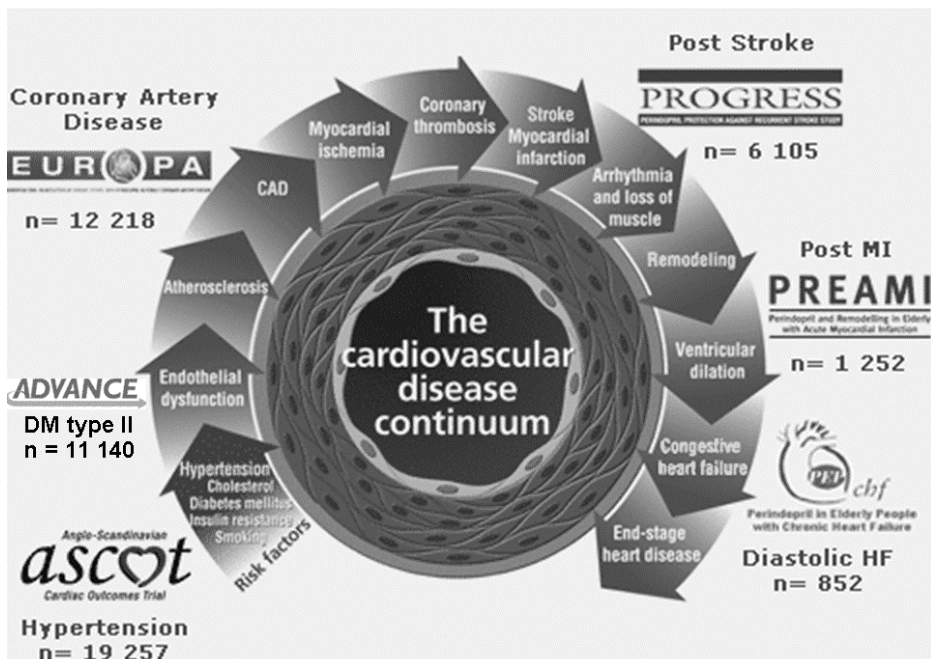 Coronary Artery
Disease
EUROPA
n= 12 218
ADVANCE
DM type II
n = 11 140
Anglo-Scandinavian
ascot
Cardiac Outcomes Trial
Hypertension
n= 19 257
Risk factors
Hypertension
Cholesterol
Diabetes mellitus
Insulin resistance
Smoking
Endothelial
dysfunction
Atherosclerosis
CAD
Myocardial
ischemia
Coronary
thrombosis
Stroke
Myocardial
infarction
Arrhythmia
and loss of
muscle
Remodeling
Ventricular
dilation
Congestive
heart failure
End-stage
heart disease
The
cardiovascular
disease
continuum
Post Stroke
PROGRESS
PERINDOPRIL PROTECTION AGAINST RECURRENT STROKE STUDY
n= 6 105
Post MI
PREAMI
Perindopril and Remodelling in Elderly
with Acute Myocardial Infarction
n= 1 252
PEP
chf
Perindopril in Elderly People
with Chronic Heart Failure
Diastolic HF
n= 852